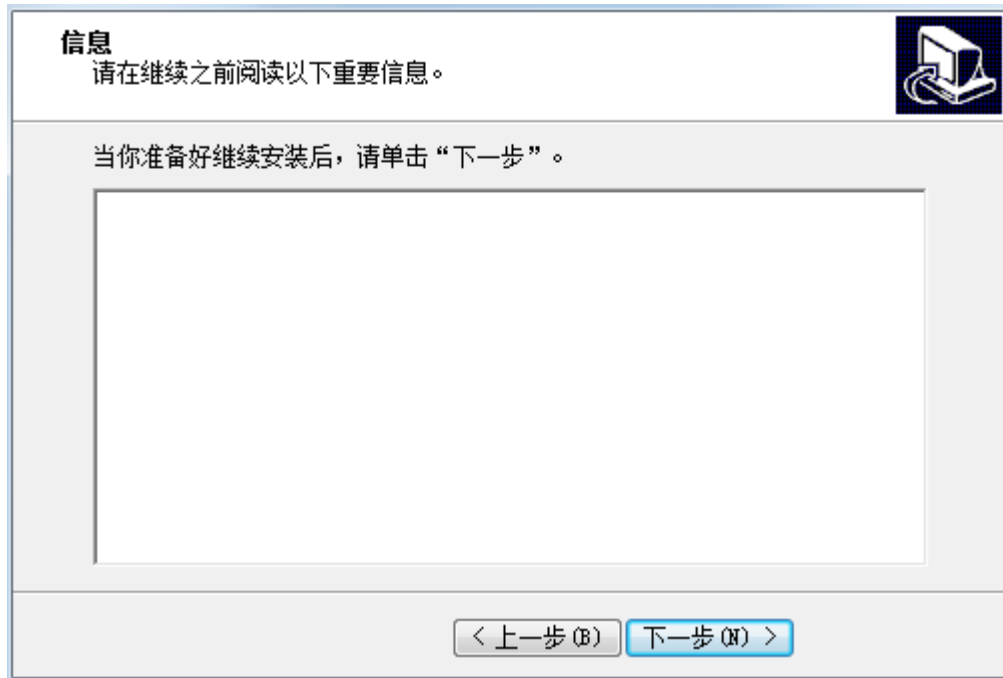 信息
请在继续之前阅读以下重要信息。
当你准备好继续安装后，请单击“下一步”。
< 上一步(B)
下一步(N) >